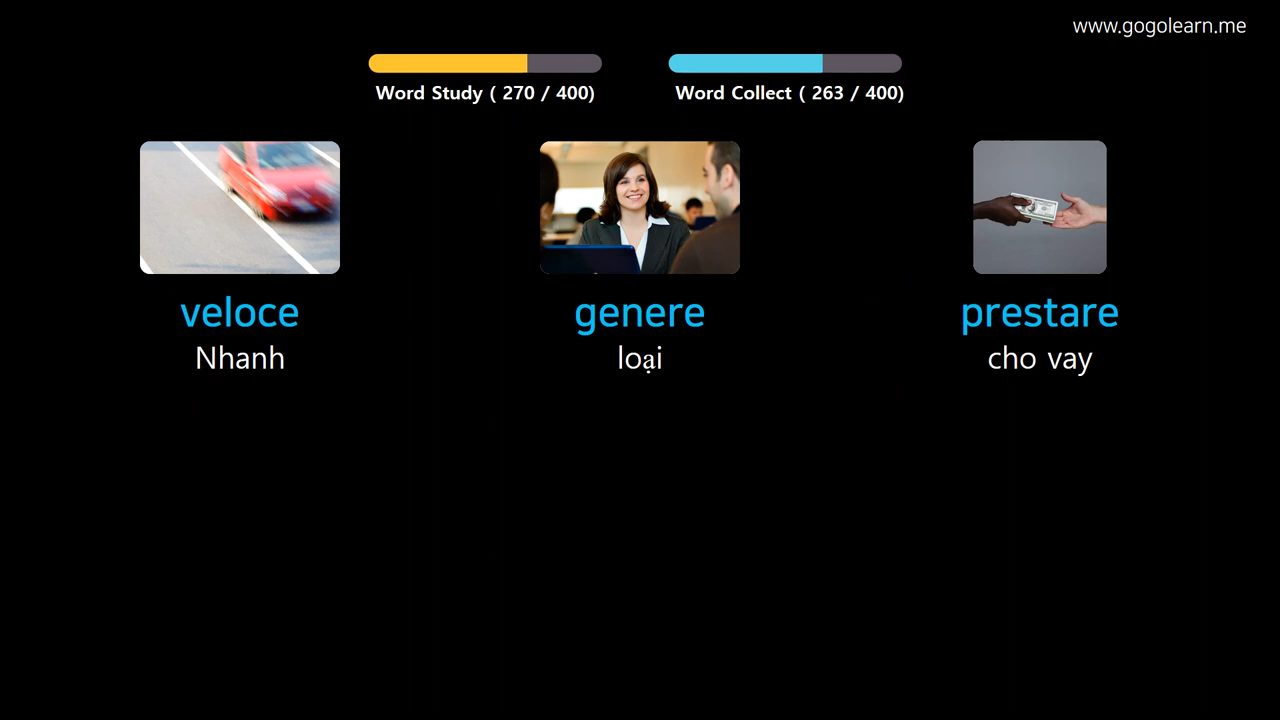 www.gogolearn.me
Word Study ( 270 / 400)
Word Collect ( 263 / 400)
veloce
Nhanh
genere
loại
prestare
cho vay